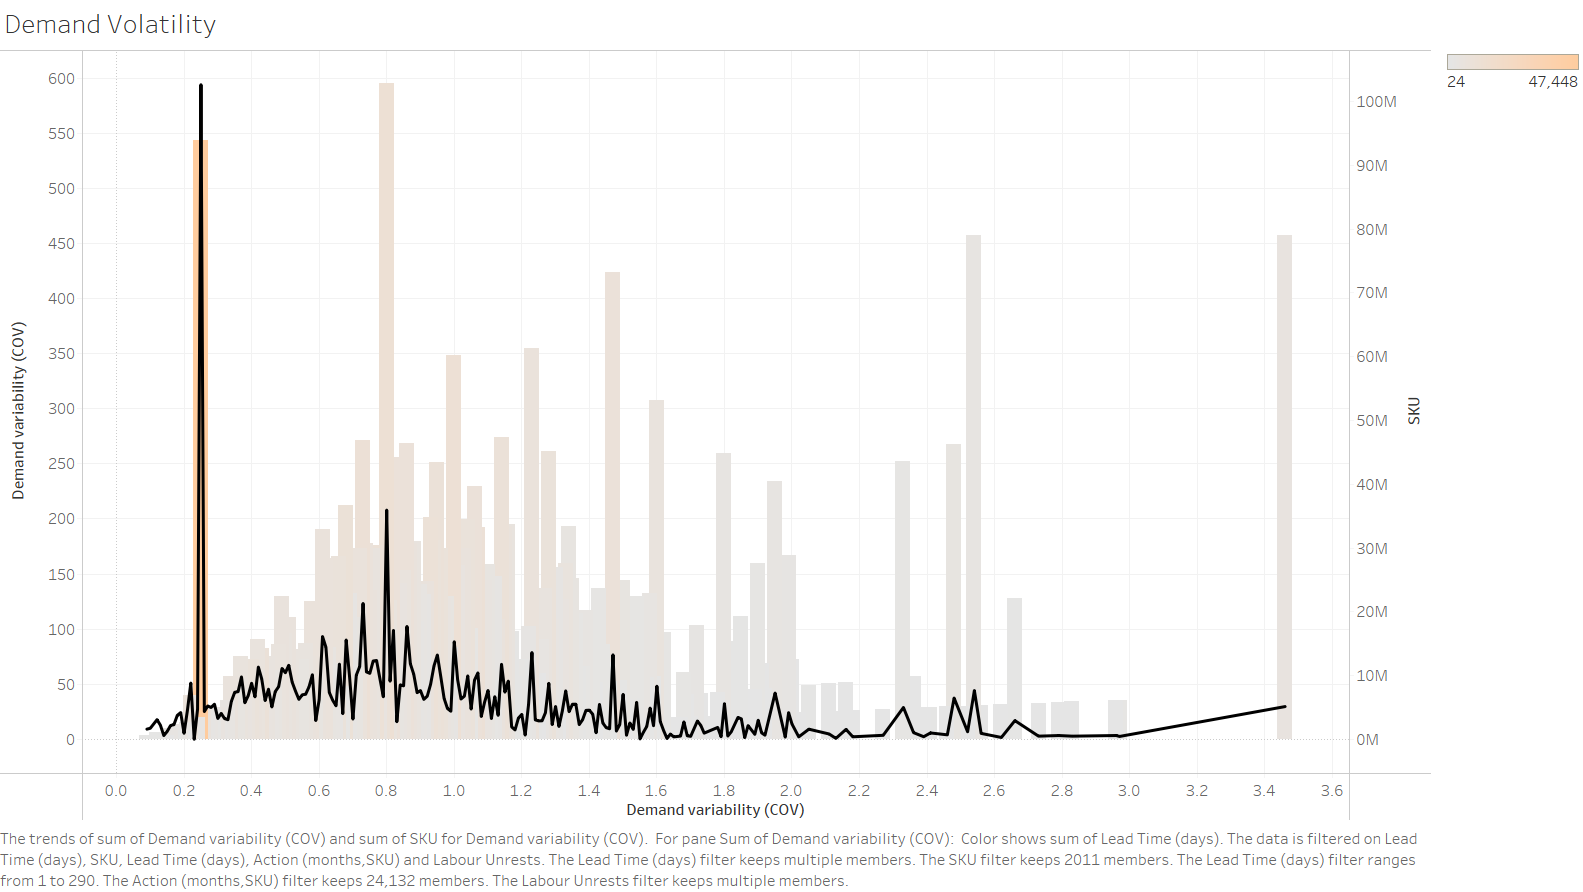 Demand Volatility
24 47,448
600
550
500
450
400
350
300
250
200
150
100
50
0
Demand variability (COV)
100M
90M
80M
70M
60M
50M
40M
30M
20M
10M
0M
SKU
0.0 0.2 0.4 0.6 0.8 1.0 1.2 1.4 1.6 1.8 2.0 2.2 2.4 2.6 2.8 3.0 3.2 3.4 3.6
Demand variability (COV)
The trends of sum of Demand variability (COV) and sum of SKU for Demand variability (COV).  For pane Sum of Demand variability (COV):  Color shows sum of Lead Time (days). The data is filtered on Lead
Time (days), SKU, Lead Time (days), Action (months,SKU) and Labour Unrests. The Lead Time (days) filter keeps multiple members. The SKU filter keeps 2011 members. The Lead Time (days) filter ranges
from 1 to 290. The Action (months,SKU) filter keeps 24,132 members. The Labour Unrests filter keeps multiple members.